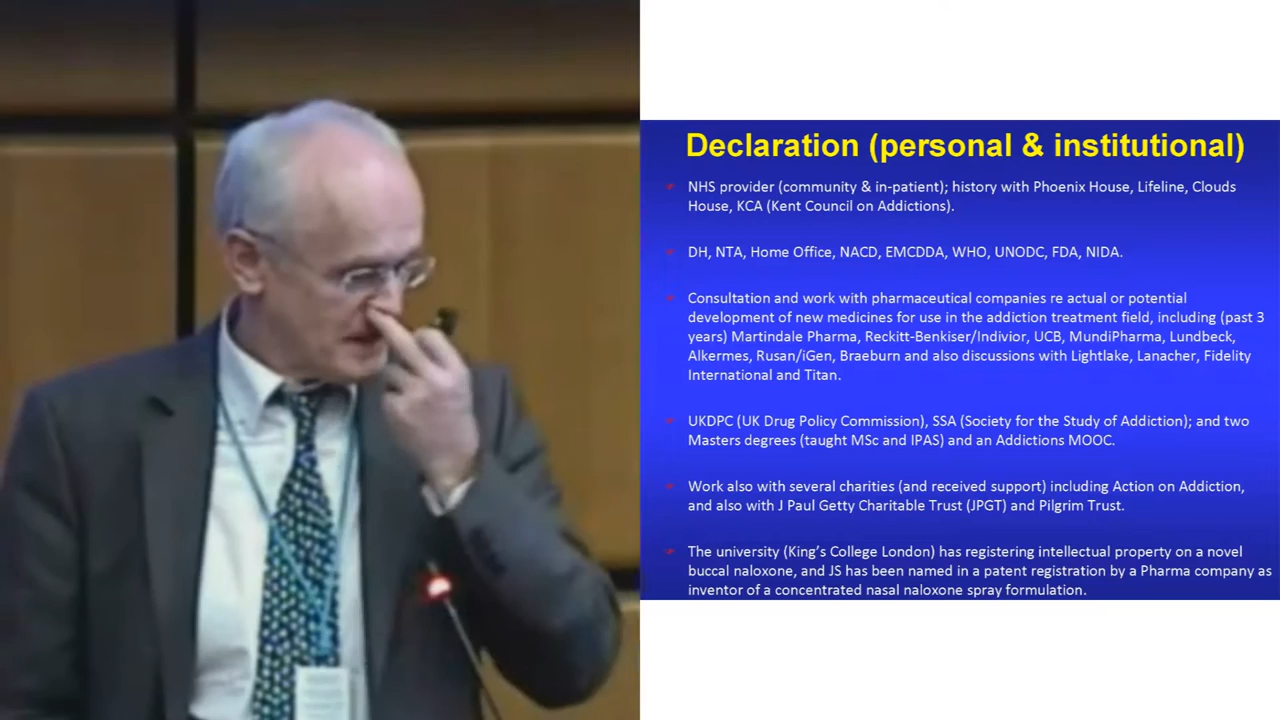 Declaration (personal & institutional)
NHS provider (community & in-patient); history with Phoenix House, Lifeline, Clouds
House, KCA (Kent Council on Addictions).
DH, NTA, Home Office, NACD, EMCDDA, WHO, UNODC, FDA, NIDA.
Consultation and work with pharmaceutical companies re actual or potential
development of new medicines for use in the addiction treatment field, including (past 3
years) Martindale Pharma, Reckitt-Benkiser/Indivior, UCB, MundiPharma, Lundbeck,
Alkermes, Rusan/iGen, Braeburn and also discussions with Lightlake, Lanacher, Fidelity
International and Titan.
UKDPC (UK Drug Policy Commission), SSA (Society for the Study of Addiction); and two
Masters degrees (taught MSc and IPAS) and an Addictions MOOC.
Work also with several charities (and received support) including Action on Addiction,
and also with J Paul Getty Charitable Trust (JPGT) and Pilgrim Trust.
The university (King's College London) has registering intellectual property on a novel
buccal naloxone, and JS has been named in a patent registration by a Pharma company as
inventor of a concentrated nasal naloxone spray formulation.